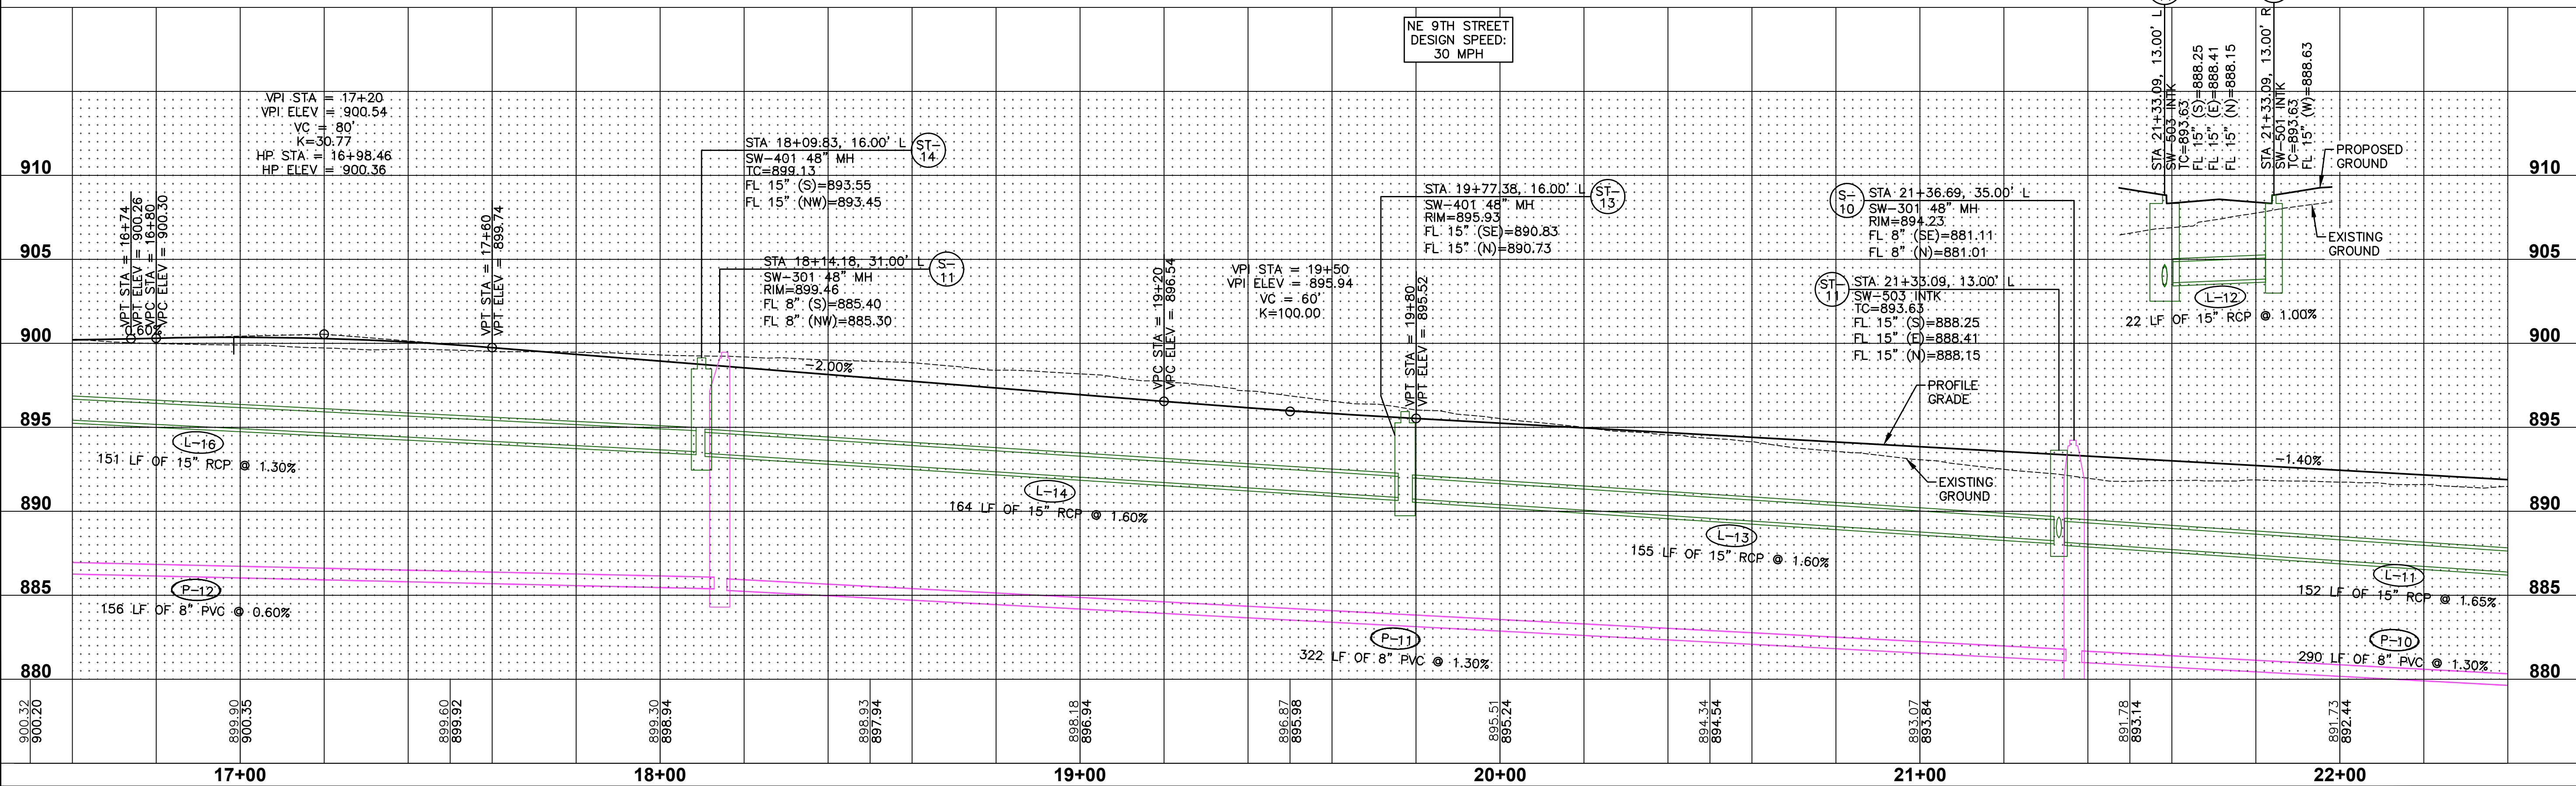 NE 9TH STREET
DESIGN SPEED:
30 MPH
STA 21+33.09, 13.00' L
SW-503 INTK
TC=893.63
FL 15" (S)=888.25
FL 15" (E)=888.41
FL 15" (N)=888.15
STA 21+33.09, 13.00' R
SW-501 INTK
TC=893.63
FL 15" (W)=888.63
PROPOSED
GROUND
EXISTING
GROUND
L-12
22 LF OF 15" RCP @ 1.00%
VPI STA = 17+20
VPI ELEV = 900.54
VC = 80'
K=30.77
HP STA = 16+98.46
HP ELEV = 900.36
VPT STA = 16+74
VPT ELEV = 900.26
VPC STA = 16+80
VPC ELEV = 900.30
0.60%
VPT STA = 17+60
VPT ELEV = 899.74
STA 18+09.83, 16.00' L
SW-401 48" MH
TC=899.13
FL 15" (S)=893.55
FL 15" (NW)=893.45
ST-
14
STA 18+14.18, 31.00' L
SW-301 48" MH
RIM=899.46
FL 8" (S)=885.40
FL 8" (NW)=885.30
S-
11
-2.00%
VPC STA = 19+20
VPC ELEV = 896.54
VPI STA = 19+50
VPI ELEV = 895.94
VC = 60'
K=100.00
VPT STA = 19+80
VPT ELEV = 895.52
STA 19+77.38, 16.00' L
SW-401 48" MH
RIM=895.93
FL 15" (SE)=890.83
FL 15" (N)=890.73
ST-
13
S-
10
STA 21+36.69, 35.00' L
SW-301 48" MH
RIM=894.23
FL 8" (SE)=881.11
FL 8" (N)=881.01
ST-
11
STA 21+33.09, 13.00' L
SW-503 INTK
TC=893.63
FL 15" (S)=888.25
FL 15" (E)=888.41
FL 15" (N)=888.15
PROFILE
GRADE
EXISTING
GROUND
-1.40%
L-16
151 LF OF 15" RCP @ 1.30%
L-14
164 LF OF 15" RCP @ 1.60%
L-13
155 LF OF 15" RCP @ 1.60%
L-11
152 LF OF 15" RCP @ 1.65%
P-12
156 LF OF 8" PVC @ 0.60%
P-11
322 LF OF 8" PVC @ 1.30%
P-10
290 LF OF 8" PVC @ 1.30%
910
905
900
895
890
885
880
910
905
900
895
890
885
880
900.32
900.20
899.90
900.35
899.60
899.92
899.30
898.94
898.93
897.94
898.18
896.94
896.87
895.98
895.51
895.24
894.34
894.54
893.07
893.84
891.78
893.14
891.73
892.44
17+00
18+00
19+00
20+00
21+00
22+00